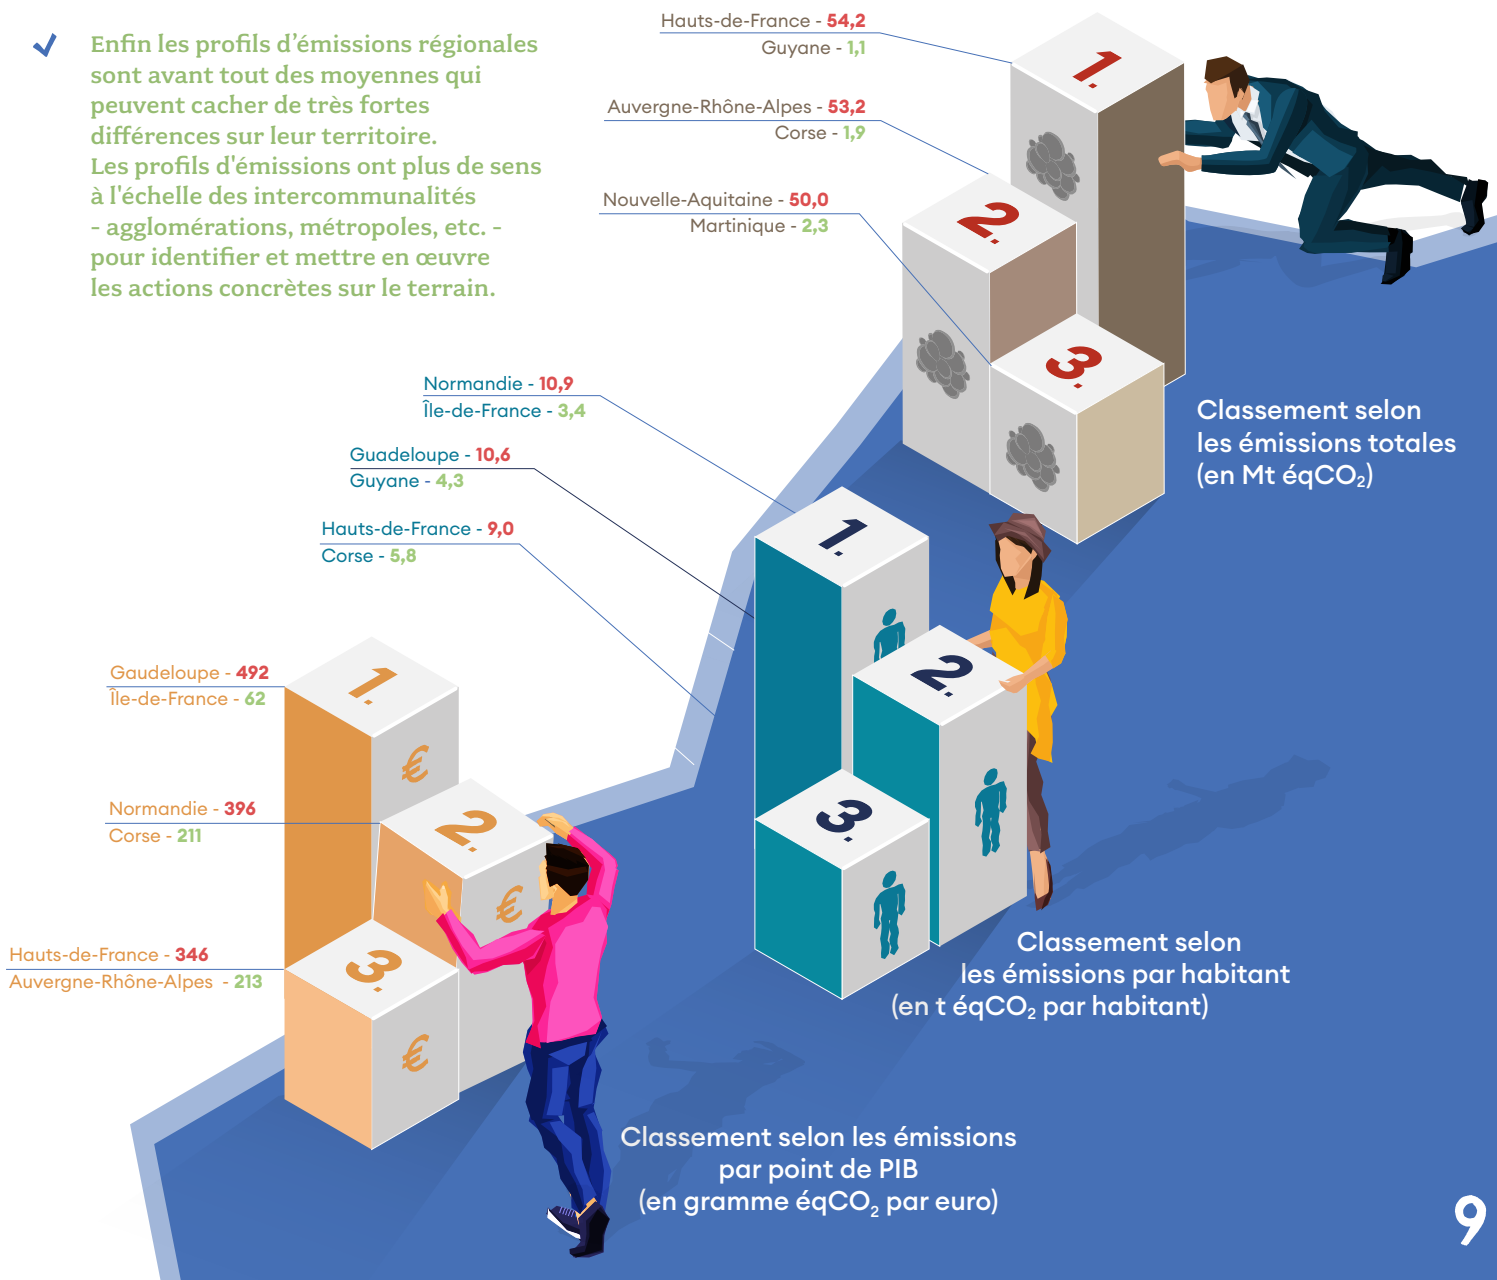 Enfin les profils d’émissions régionales
sont avant tout des moyennes qui
peuvent cacher de très fortes
différences sur leur territoire.
Les profils d'émissions ont plus de sens
à l'échelle des intercommunalités
- agglomérations, métropoles, etc. -
pour identifier et mettre en œuvre
les actions concrètes sur le terrain.
Hauts-de-France - 54,2
Guyane - 1,1
Auvergne-Rhône-Alpes - 53,2
Corse - 1,9
Nouvelle-Aquitaine - 50,0
Martinique - 2,3
1.
2.
3.
Classement selon
les émissions totales
(en Mt éqCO₂)
Normandie - 10,9
Île-de-France - 3,4
Guadeloupe - 10,6
Guyane - 4,3
Hauts-de-France - 9,0
Corse - 5,8
1.
2.
3.
Classement selon
les émissions par habitant
(en t éqCO₂ par habitant)
Gaudeloupe - 492
Île-de-France - 62
Normandie - 396
Corse - 211
Hauts-de-France - 346
Auvergne-Rhône-Alpes - 213
1.
€
2.
€
3.
€
Classement selon les émissions
par point de PIB
(en gramme éqCO₂ par euro)
9